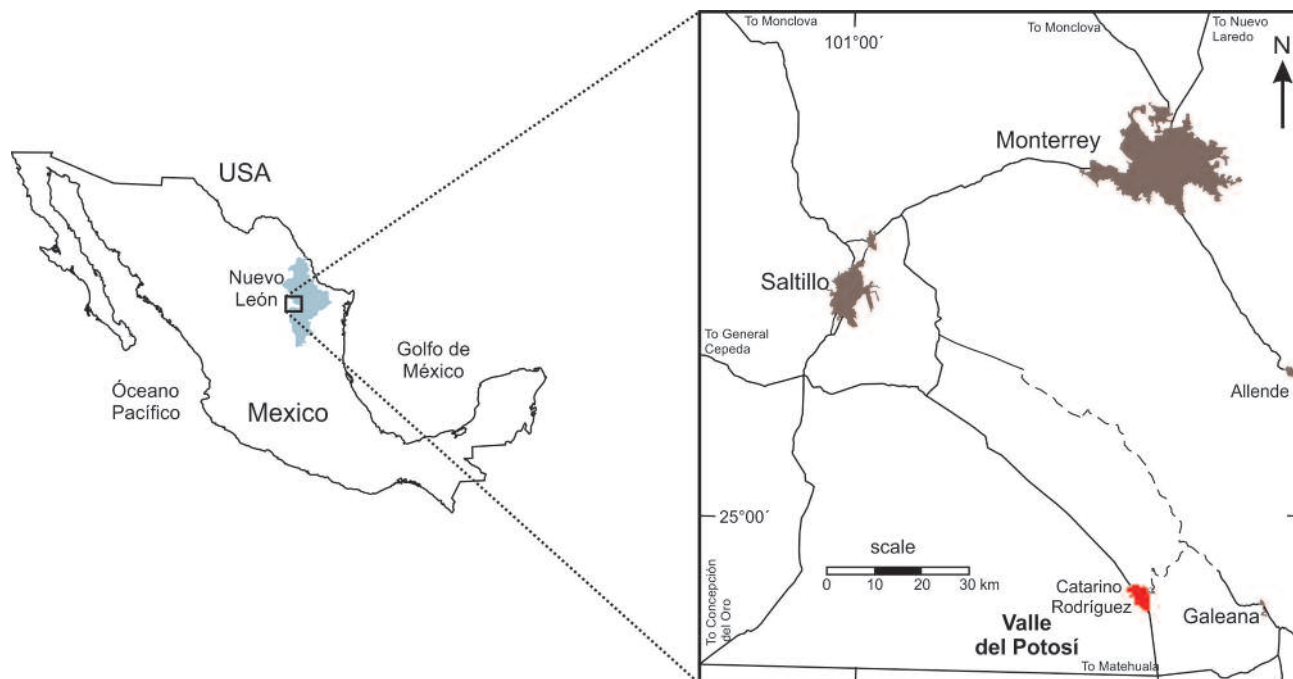 USA
Nuevo
León
Golfo de
México
Óceano
Pacífico
Mexico
To Monclova
101°00´
To Monclova
To Nuevo
Laredo
N
Monterrey
Saltillo
To General
Cepeda
Allende
25°00´
scale
0 10 20 30 km
To Concepción
del Oro
Catarino
Rodríguez
Galeana
Valle
del Potosí
To Matehuala